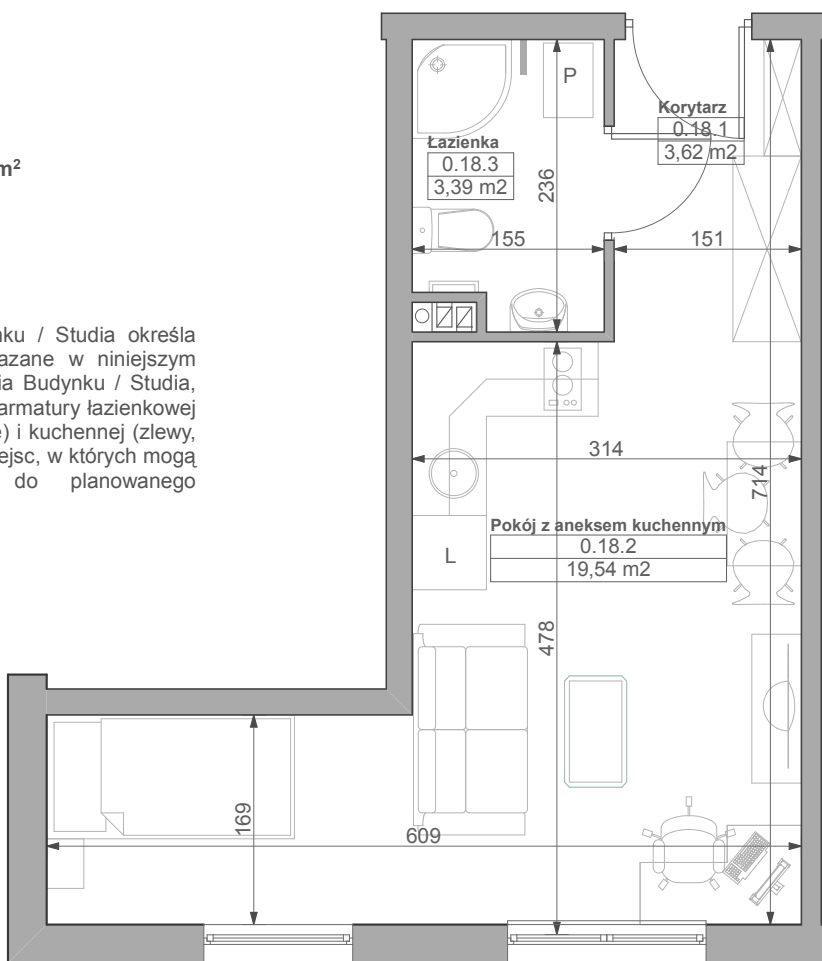 m²
nku / Studia określa
azane w niniejszym
ia Budynku / Studia,
armatury łazienkowej
e) i kuchennej (zlewy,
ejsc, w których mogą
do planowanego
P
Korytarz
0.18.1
3,62 m2
Łazienka
0.18.3
3,39 m2
236
155
151
314
714
Pokój z aneksem kuchennym
0.18.2
19,54 m2
L
478
169
609